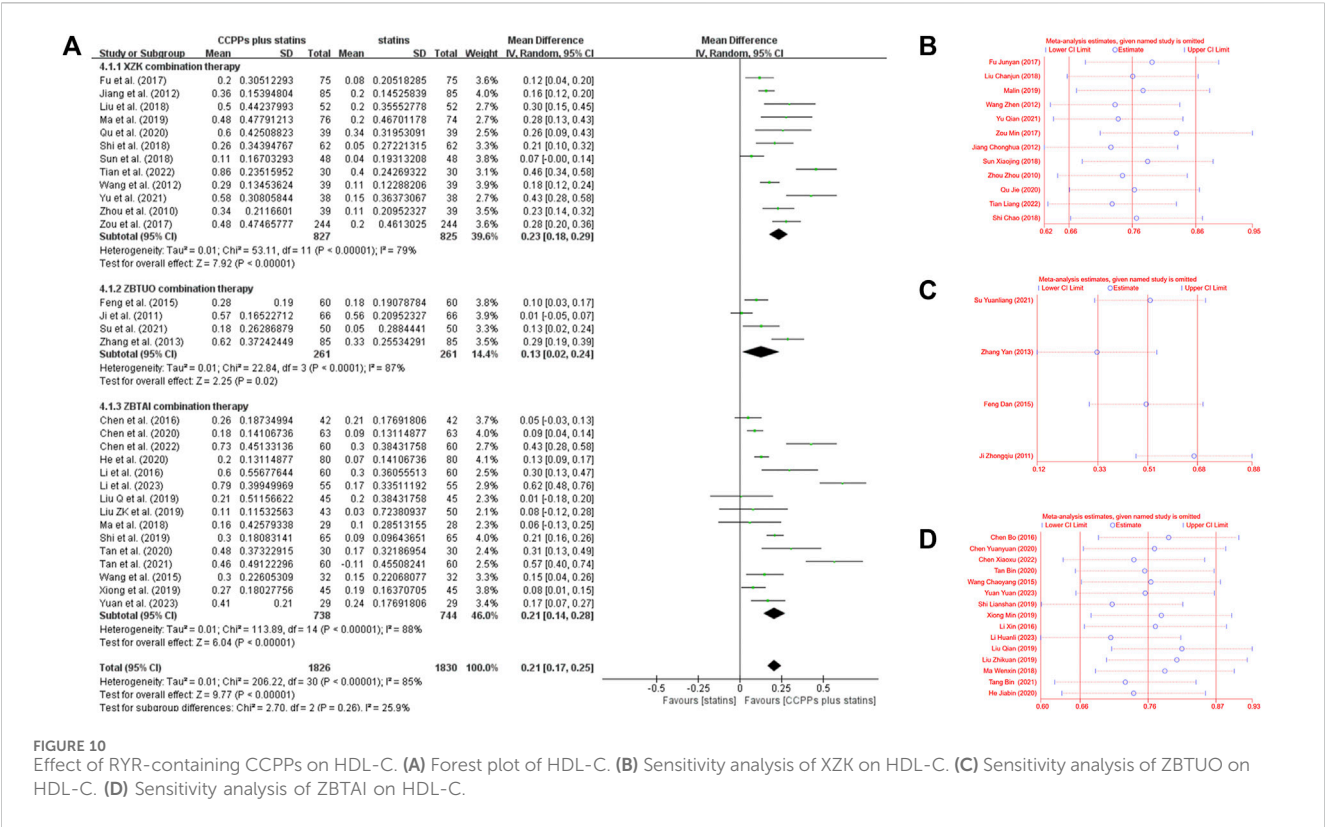 A
CCPPs plus statins statins Mean Difference Mean Difference
Study or Subgroup Mean SD Total Mean SD Total Weight IV, Random, 95% CI IV, Random, 95% CI
4.1.1 XZK combination therapy
Fu et al. (2017) 0.2 0.30512293 75 0.08 0.20518285 75 3.6% 0.12 [0.04, 0.20]
Jiang et al. (2012) 0.36 0.15394804 85 0.2 0.14525839 85 4.1% 0.16 [0.12, 0.20]
Liu et al. (2018) 0.5 0.44237993 52 0.2 0.35552778 52 2.4% 0.30 [0.15, 0.45]
Ma et al. (2019) 0.48 0.47791213 76 0.2 0.46701178 74 2.5% 0.28 [0.13, 0.43]
Qu et al. (2020) 0.6 0.42508823 39 0.34 0.31953091 39 2.3% 0.26 [0.09, 0.43]
Shi et al. (2018) 0.26 0.34394767 62 0.05 0.27221315 62 3.1% 0.21 [0.10, 0.32]
Sun et al. (2018) 0.11 0.16703293 48 0.04 0.19313208 48 3.7% 0.07 [-0.00, 0.14]
Tian et al. (2022) 0.86 0.23515952 30 0.4 0.24269322 30 2.9% 0.46 [0.34, 0.58]
Wang et al. (2012) 0.29 0.13453624 39 0.11 0.12288206 39 3.9% 0.18 [0.12, 0.24]
Yu et al. (2021) 0.58 0.30805844 38 0.15 0.36373067 38 2.5% 0.43 [0.28, 0.58]
Zhou et al. (2010) 0.34 0.2116601 39 0.11 0.20952327 39 3.3% 0.23 [0.14, 0.32]
Zou et al. (2017) 0.48 0.47465777 244 0.2 0.4613025 244 3.5% 0.28 [0.20, 0.36]
Subtotal (95% CI) 827 825 39.6% 0.23 [0.18, 0.29]
Heterogeneity: Tau² = 0.01; Chi² = 53.11, df = 11 (P < 0.00001); I² = 79%
Test for overall effect: Z = 7.92 (P < 0.00001)
4.1.2 ZBTUO combination therapy
Feng et al. (2015) 0.28 0.19 60 0.18 0.19078784 60 3.8% 0.10 [0.03, 0.17]
Ji et al. (2011) 0.57 0.16522712 66 0.56 0.20952327 66 3.9% 0.01 [-0.05, 0.07]
Su et al. (2021) 0.18 0.26286879 50 0.05 0.2884441 50 3.3% 0.13 [0.02, 0.24]
Zhang et al. (2013) 0.62 0.37242449 85 0.33 0.25534291 85 3.5% 0.29 [0.19, 0.39]
Subtotal (95% CI) 261 261 14.4% 0.13 [0.02, 0.24]
Heterogeneity: Tau² = 0.01; Chi² = 22.84, df = 3 (P < 0.0001); I² = 87%
Test for overall effect: Z = 2.25 (P = 0.02)
4.1.3 ZBTAI combination therapy
Chen et al. (2016) 0.26 0.18734994 42 0.21 0.17691806 42 3.7% 0.05 [-0.03, 0.13]
Chen et al. (2020) 0.18 0.14106736 63 0.09 0.13114877 63 4.0% 0.09 [0.04, 0.14]
Chen et al. (2022) 0.73 0.45133136 60 0.3 0.38431758 60 2.7% 0.43 [0.28, 0.58]
He et al. (2020) 0.2 0.13114877 80 0.07 0.14106736 80 4.1% 0.13 [0.09, 0.17]
Li et al. (2016) 0.6 0.55677644 60 0.3 0.36055513 60 2.3% 0.30 [0.13, 0.47]
Li et al. (2023) 0.79 0.39949969 55 0.17 0.33511192 55 2.8% 0.62 [0.48, 0.76]
Liu Q et al. (2019) 0.21 0.51156622 45 0.2 0.38431758 45 2.0% 0.01 [-0.18, 0.20]
Liu ZK et al. (2019) 0.11 0.11532563 43 0.03 0.72380937 50 2.0% 0.08 [-0.12, 0.28]
Ma et al. (2018) 0.16 0.42579338 29 0.1 0.28513155 28 2.0% 0.06 [-0.13, 0.25]
Shi et al. (2019) 0.3 0.18083141 65 0.09 0.09643651 65 4.0% 0.21 [0.16, 0.26]
Tan et al. (2020) 0.48 0.37322915 30 0.17 0.32186954 30 2.2% 0.31 [0.13, 0.49]
Tan et al. (2021) 0.46 0.49122296 60 -0.11 0.45508241 60 2.4% 0.57 [0.40, 0.74]
Wang et al. (2015) 0.3 0.22605309 32 0.15 0.22068077 32 3.2% 0.15 [0.04, 0.26]
Xiong et al. (2019) 0.27 0.18027756 45 0.19 0.16370705 45 3.8% 0.08 [0.01, 0.15]
Yuan et al. (2023) 0.41 0.21 29 0.24 0.17691806 29 3.4% 0.17 [0.07, 0.27]
Subtotal (95% CI) 738 744 46.0% 0.21 [0.14, 0.28]
Heterogeneity: Tau² = 0.01; Chi² = 113.89, df = 14 (P < 0.00001); I² = 88%
Test for overall effect: Z = 6.04 (P < 0.00001)
Total (95% CI) 1826 1830 100.0% 0.21 [0.17, 0.25]
Heterogeneity: Tau² = 0.01; Chi² = 206.22, df = 30 (P < 0.00001); I² = 85%
Test for overall effect: Z = 9.77 (P < 0.00001)
Test for subgroup differences: Chi² = 2.70, df = 2 (P = 0.26), I² = 25.9%
-0.5 -0.25 0 0.25 0.5
Favours [statins] Favours [CCPPs plus statins]
B
Meta-analysis estimates, given named study is omitted
Lower CI Limit Estimate Upper CI Limit
Fu Junyan (2017)
Liu Chanjun (2018)
Malin (2019)
Wang Zhen (2012)
Yu Qian (2021)
Zou Min (2017)
Jiang Chonghua (2012)
Sun Xiaojing (2018)
Zhou Zhou (2010)
Qu Jie (2020)
Tian Liang (2022)
Shi Chao (2018)
0.62 0.66 0.76 0.86 0.95
C
Meta-analysis estimates, given named study is omitted
Lower CI Limit Estimate Upper CI Limit
Su Yuanliang (2021)
Zhang Yan (2013)
Feng Dan (2015)
Ji Zhongqiu (2011)
0.12 0.33 0.51 0.68 0.88
D
Meta-analysis estimates, given named study is omitted
Lower CI Limit Estimate Upper CI Limit
Chen Bo (2016)
Chen Yuanyuan (2020)
Chen Xiaoxu (2022)
Tan Bin (2020)
Wang Chaoyang (2015)
Yuan Yuan (2023)
Shi Lianshan (2019)
Xiong Min (2019)
Li Xin (2016)
Li Huanli (2023)
Liu Qian (2019)
Liu Zhikuan (2019)
Ma Wenxin (2018)
Tang Bin (2021)
He Jiabin (2020)
0.60 0.66 0.76 0.87 0.93
FIGURE 10
Effect of RYR-containing CCPPs on HDL-C. (A) Forest plot of HDL-C. (B) Sensitivity analysis of XZK on HDL-C. (C) Sensitivity analysis of ZBTUO on
HDL-C. (D) Sensitivity analysis of ZBTAI on HDL-C.